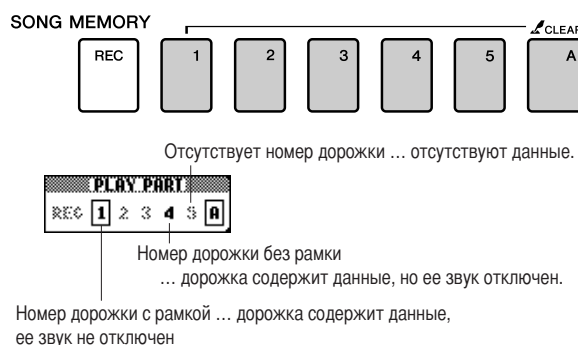 SONG MEMORY
CLEAR
REC 1 2 3 4 5 A
Отсутствует номер дорожки ... отсутствуют данные.
PLAY PART
REC 1 2 3 4 5 A
Номер дорожки без рамки
... дорожка содержит данные, но ее звук отключен.
Номер дорожки с рамкой ... дорожка содержит данные,
ее звук не отключен